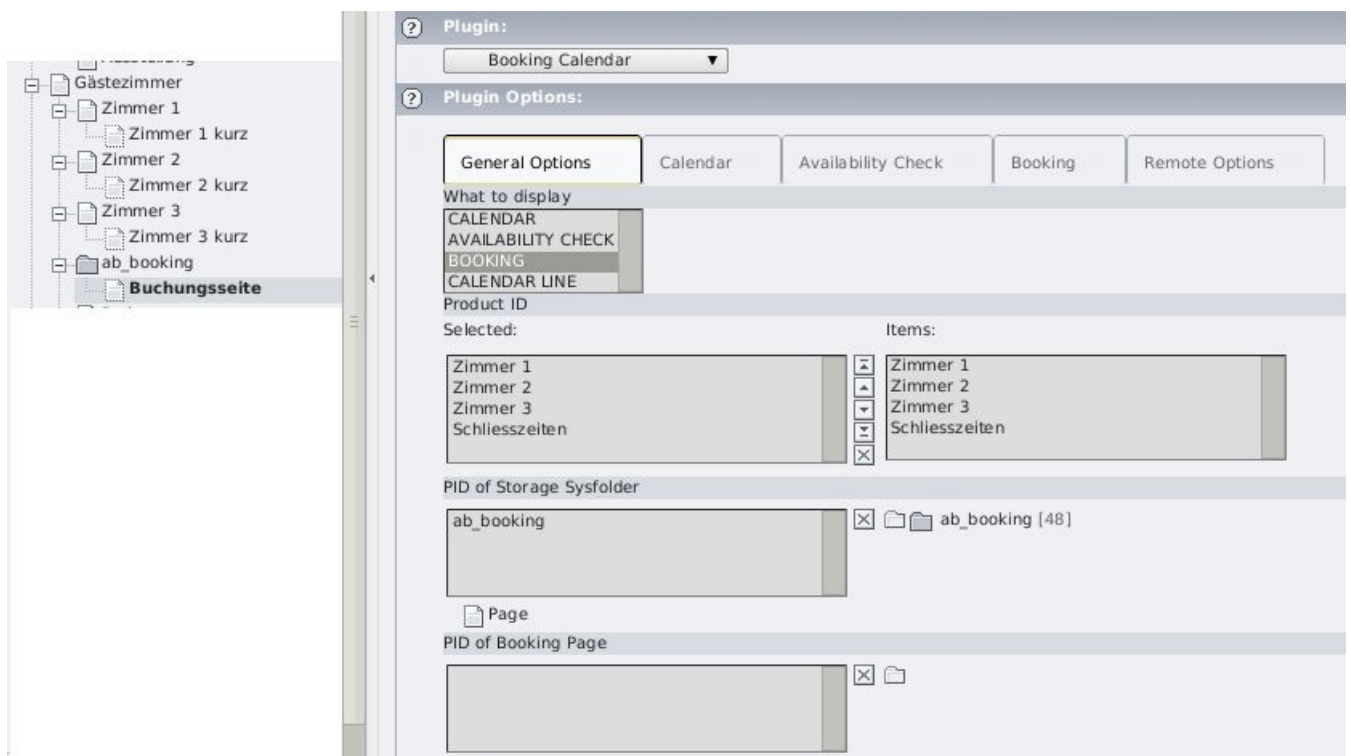 Gästezimmer
Zimmer 1
Zimmer 1 kurz
Zimmer 2
Zimmer 2 kurz
Zimmer 3
Zimmer 3 kurz
ab_booking
Buchungsseite
Plugin:
Booking Calendar
Plugin Options:
General Options Calendar Availability Check Booking Remote Options
What to display
CALENDAR
AVAILABILITY CHECK
BOOKING
CALENDAR LINE
Product ID
Selected: Items:
Zimmer 1 Zimmer 1
Zimmer 2 Zimmer 2
Zimmer 3 Zimmer 3
Schliesszeiten Schliesszeiten
PID of Storage Sysfolder
ab_booking ab_booking [48]
Page
PID of Booking Page